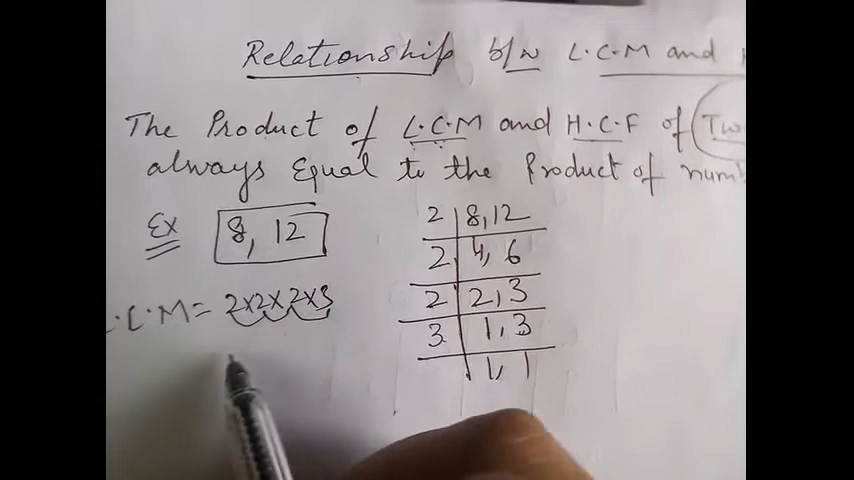 Relationship b/w L.C.M and
The Product of L.C.M and H.C.F of
always Equal to the Product of
Ex 8, 12
L.C.M = 2×2×2×3
2 8,12
2 4, 6
2 2, 3
3 1, 3
1, 1